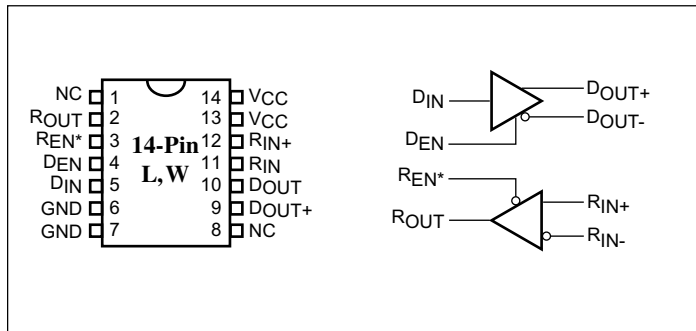 NC 1 14 VCC
ROUT 2 13 VCC
REN* 3 12 RIN+
DEN 4 11 RIN
DIN 5 10 DOUT
GND 6 9 DOUT+
GND 7 8 NC
14-Pin
L,W
DIN
DOUT+
DOUT-
DEN
REN*
ROUT
RIN+
RIN-